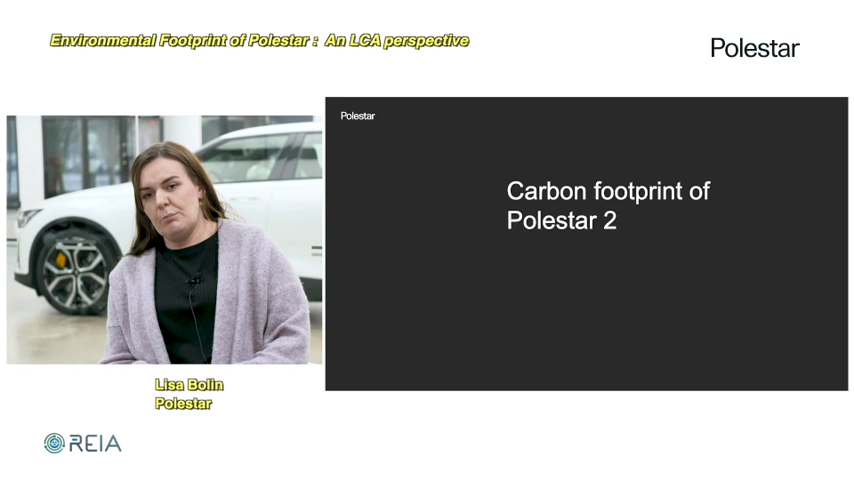 Environmental Footprint of Polestar : An LCA perspective
Polestar
Polestar
Carbon footprint of
Polestar 2
Lisa Bolin
Polestar
REIA